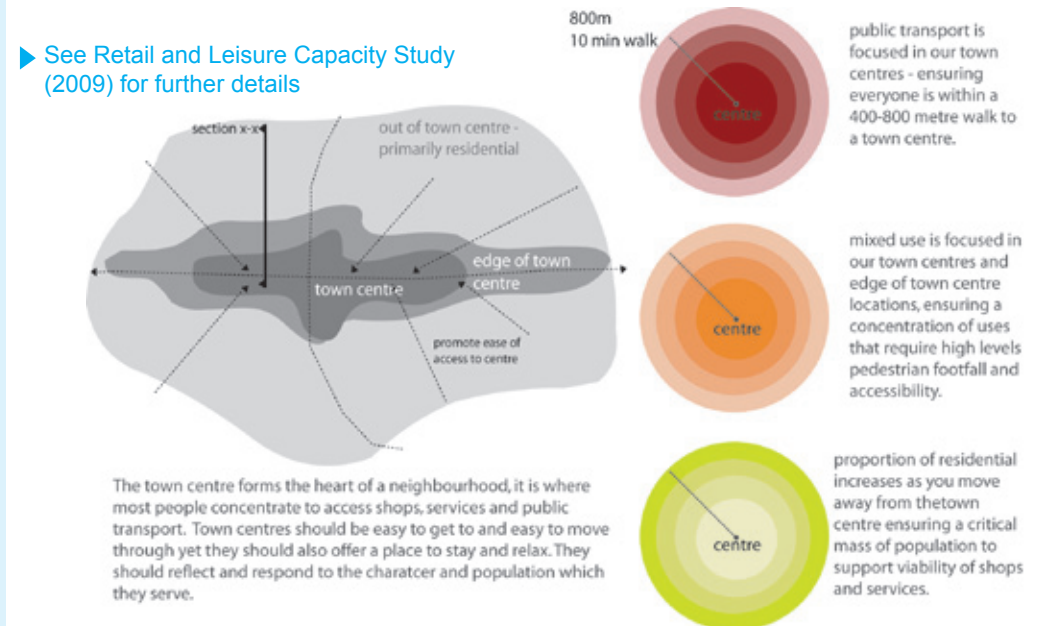 See Retail and Leisure Capacity Study
(2009) for further details
section x-x
out of town centre -
primarily residential
town centre
edge of town
centre
promote ease of
access to centre
The town centre forms the heart of a neighbourhood, it is where
most people concentrate to access shops, services and public
transport. Town centres should be easy to get to and easy to move
through yet they should also offer a place to stay and relax. They
should reflect and respond to the charatcer and population which
they serve.
800m
10 min walk
centre
public transport is
focused in our town
centres - ensuring
everyone is within a
400-800 metre walk to
a town centre.
centre
mixed use is focused in
our town centres and
edge of town centre
locations, ensuring a
concentration of uses
that require high levels
pedestrian footfall and
accessibility.
centre
proportion of residential
increases as you move
away from thetown
centre ensuring a critical
mass of population to
support viability of shops
and services.